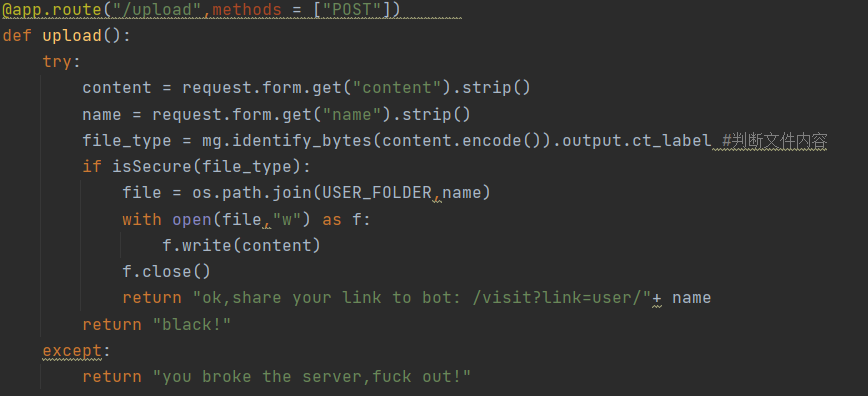 @app.route("/upload",methods = ["POST"])
def upload():
    try:
        content = request.form.get("content").strip()
        name = request.form.get("name").strip()
        file_type = mg.identify_bytes(content.encode()).output.ct_label #判断文件内容
        if isSecure(file_type):
            file = os.path.join(USER_FOLDER,name)
            with open(file,"w") as f:
                f.write(content)
            f.close()
            return "ok,share your link to bot: /visit?link=user/"+ name
        return "black!"
    except:
        return "you broke the server,fuck out!"